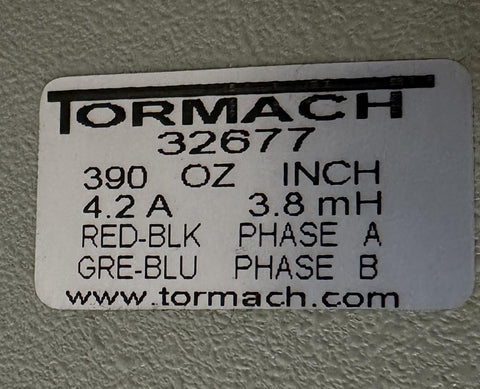 TORMACH
32677
390 OZ INCH
4.2 A 3.8 mH
RED-BLK PHASE A
GRE-BLU PHASE B
www.tormach.com